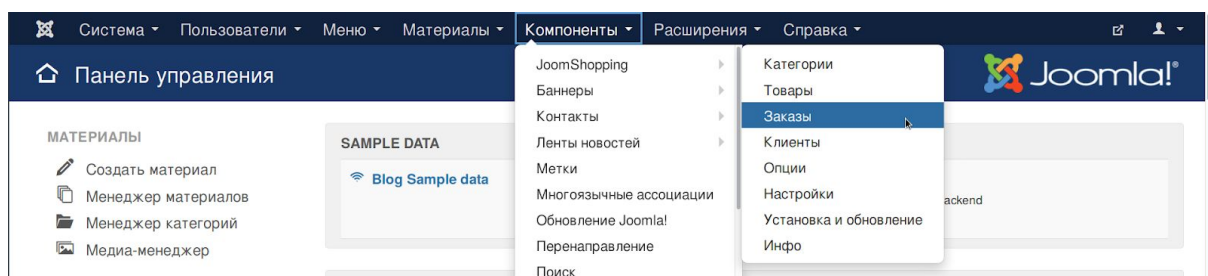 Система Пользователи Меню Материалы Компоненты Расширения Справка
Панель управления
Joomla!®
JoomShopping
Баннеры
Контакты
Ленты новостей
Метки
Многоязычные ассоциации
Обновление Joomla!
Перенаправление
Поиск
Категории
Товары
Заказы
Клиенты
Опции
Настройки
Установка и обновление
Инфо
МАТЕРИАЛЫ
Создать материал
Менеджер материалов
Менеджер категорий
Медиа-менеджер
SAMPLE DATA
Blog Sample data
ackend